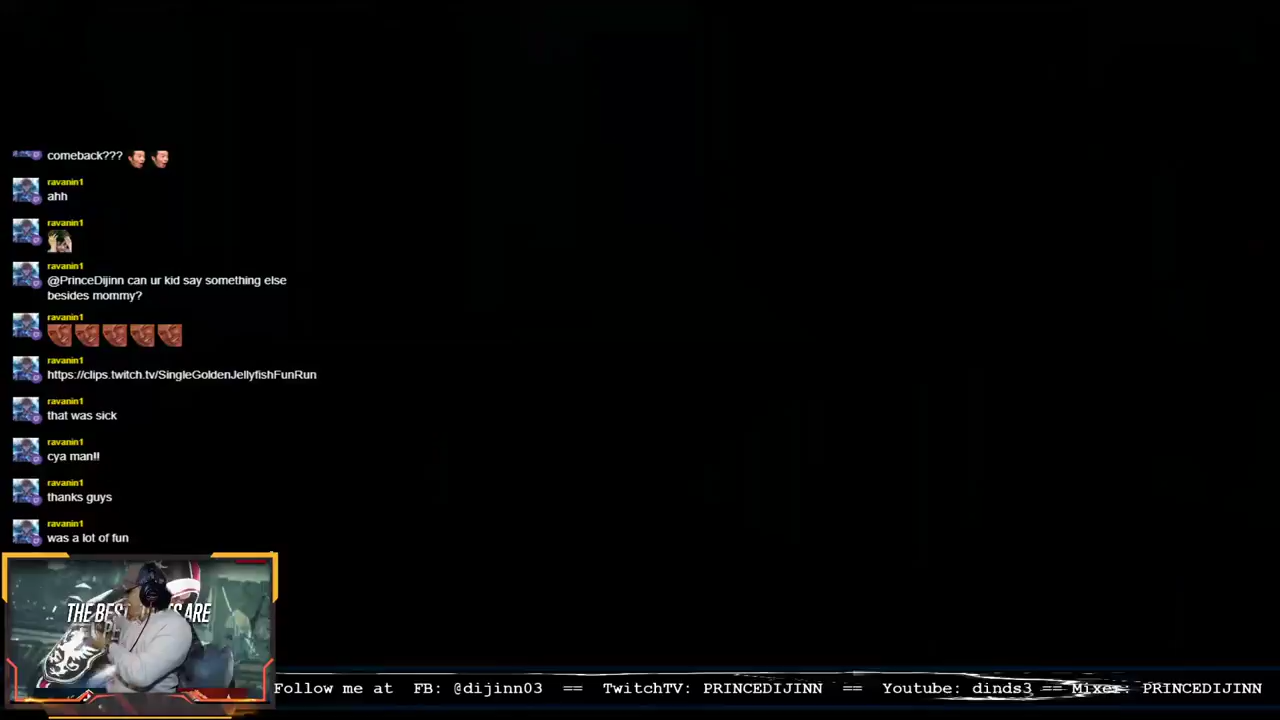 comeback???
ravanin1
ahh
ravanin1
ravanin1
@PrinceDijinn can ur kid say something else
besides mommy?
ravanin1
ravanin1
https://clips.twitch.tv/SingleGoldenJellyfishFunRun
ravanin1
that was sick
ravanin1
cya man!!
ravanin1
thanks guys
ravanin1
was a lot of fun
THE BEST ARE
Follow me at FB: @dijinn03 == TwitchTV: PRINCEDIJINN == Youtube: dinds3 == Mixer: PRINCEDIJINN